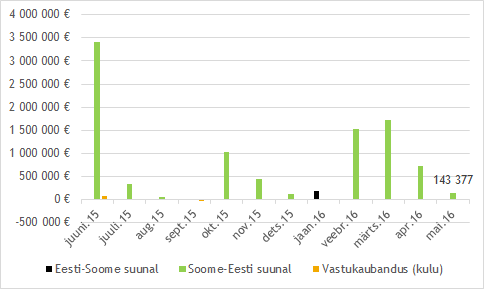 4 000 000 €
3 500 000 €
3 000 000 €
2 500 000 €
2 000 000 €
1 500 000 €
1 000 000 €
500 000 €
0 €
-500 000 €
143 377
juuni.15 juuli.15 aug.15 sept.15 okt.15 nov.15 dets.15 jaan.16 veebr.16 märts.16 apr.16 mai.16
Eesti-Soome suunal Soome-Eesti suunal Vastukaubandus (kulu)